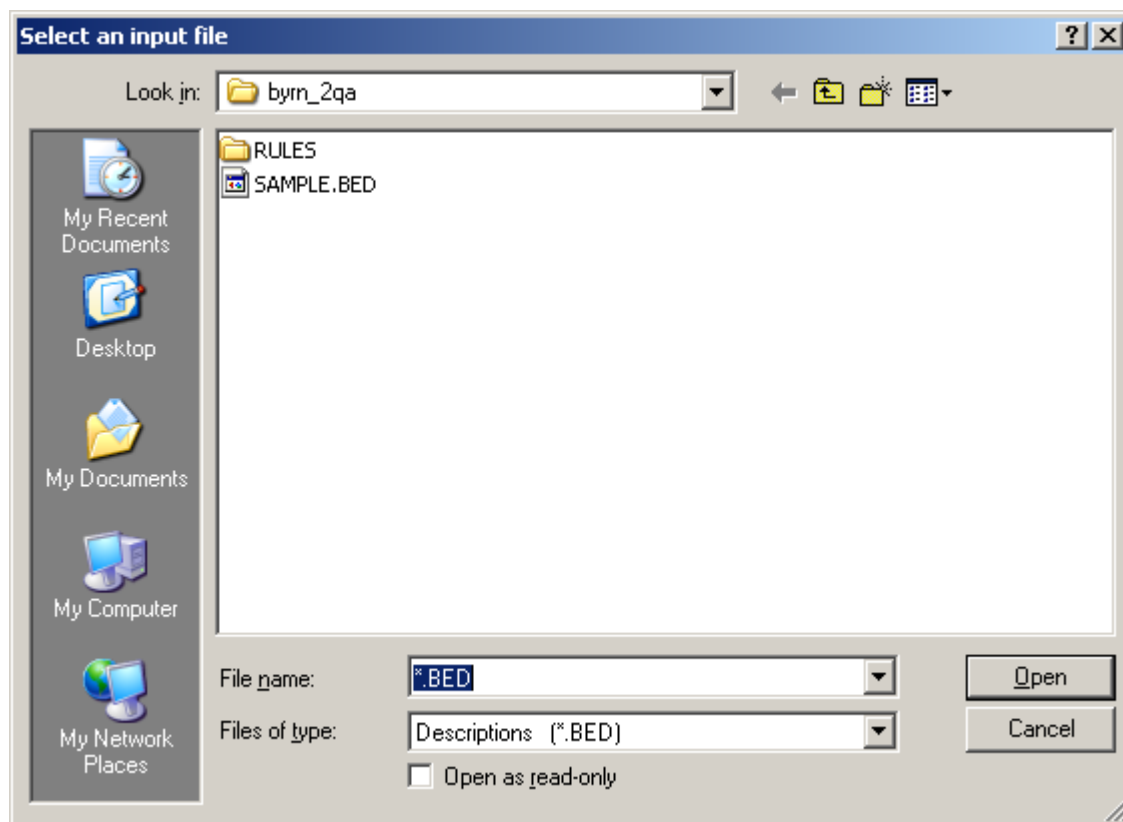 Select an input file
Look in:
byrn_2qa
RULES
SAMPLE.BED
My Recent
Documents
Desktop
My Documents
My Computer
My Network
Places
File name:
*.BED
Open
Files of type:
Descriptions (*.BED)
Cancel
Open as read-only